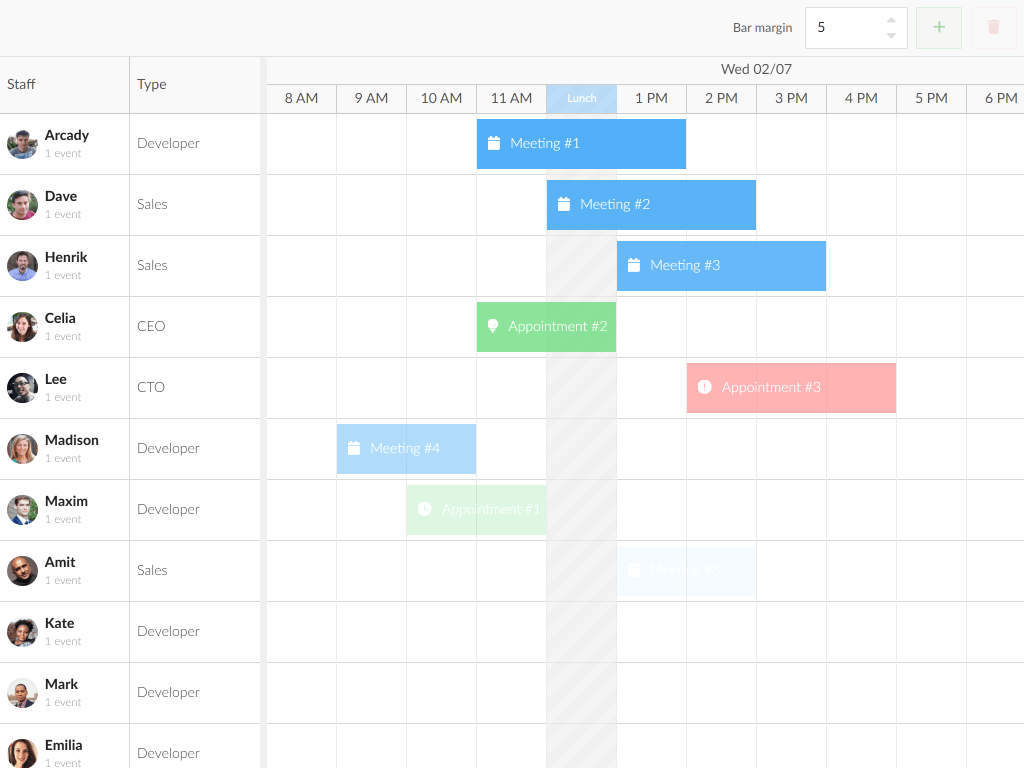 Bar margin 5
Wed 02/07
Staff Type 8 AM 9 AM 10 AM 11 AM Lunch 1 PM 2 PM 3 PM 4 PM 5 PM 6 PM
Arcady
1 event
Developer
Meeting #1
Dave
1 event
Sales
Meeting #2
Henrik
1 event
Sales
Meeting #3
Celia
1 event
CEO
Appointment #2
Lee
1 event
CTO
Appointment #3
Madison
1 event
Developer
Meeting #4
Maxim
1 event
Developer
Appointment #1
Amit
1 event
Sales
Meeting #5
Kate
1 event
Developer
Mark
1 event
Developer
Emilia
1 event
Developer